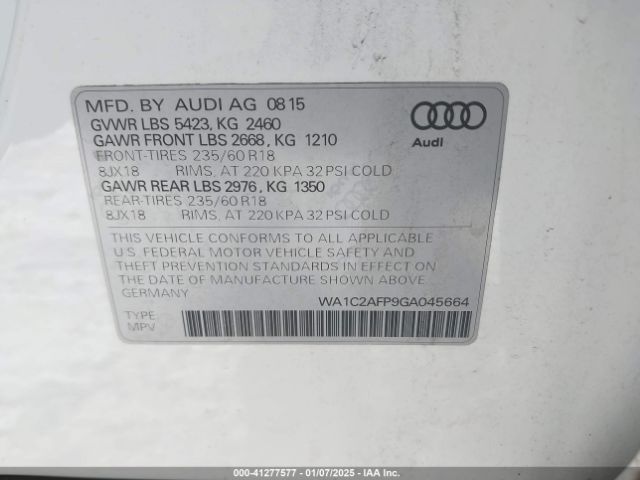 MFD. BY AUDI AG 08 15
GVWR LBS 5423, KG 2460
GAWR FRONT LBS 2668, KG 1210
FRONT-TIRES 235/60 R18
8JX18 RIMS, AT 220 KPA 32 PSI COLD
GAWR REAR LBS 2976, KG 1350
REAR-TIRES 235/60 R18
8JX18 RIMS, AT 220 KPA 32 PSI COLD
Audi
THIS VEHICLE CONFORMS TO ALL APPLICABLE
U.S. FEDERAL MOTOR VEHICLE SAFETY AND
THEFT PREVENTION STANDARDS IN EFFECT ON
THE DATE OF MANUFACTURE SHOWN ABOVE.
GERMANY
WA1C2AFP9GA045664
TYPE:
MPV
000-41277577 - 01/07/2025 - IAAI.COM